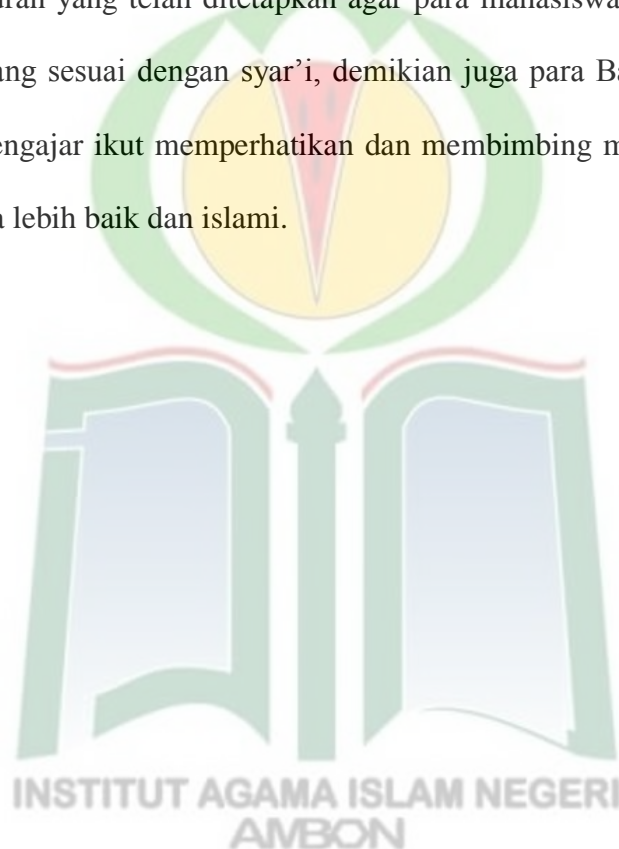 yang telah ditetapkan agar para mahasiswa
ang sesuai dengan syar’i, demikian juga para Ba
engajar ikut memperhatikan dan membimbing m
a lebih baik dan islami.
INSTITUT AGAMA ISLAM NEGERI
AMBON